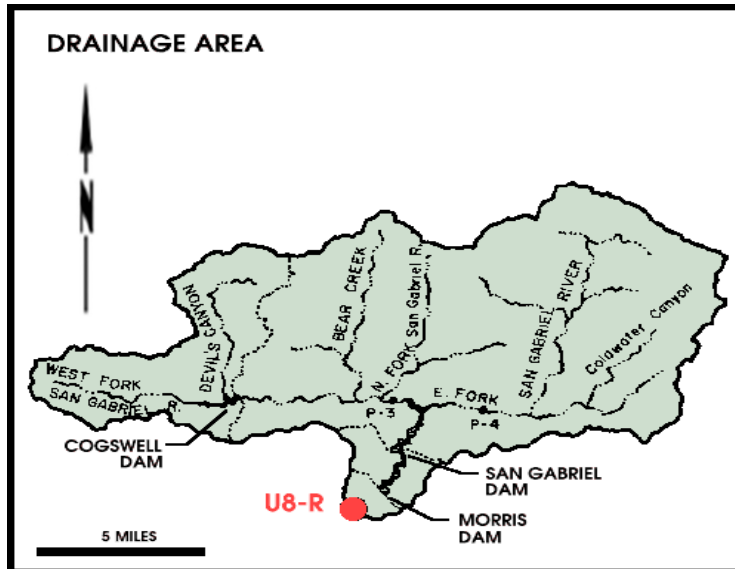 DRAINAGE AREA
N
DEVIL'S CANYON
BEAR CREEK
N FORK San Gabriel R.
SAN GABRIEL RIVER
Coldwater Canyon
WEST FORK
SAN GABRIEL R.
E. FORK
P-3
P-4
COGSWELL
DAM
SAN GABRIEL
DAM
U8-R
MORRIS
DAM
5 MILES